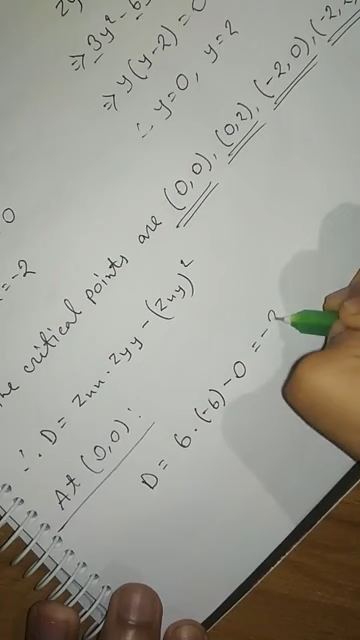 ⇒ 3y² - 6
⇒ y(y-2) = 0
∴ y=0, y=2
0
= -2
critical points are (0,0), (0,2), (-2,0), (-2,
∴ D = Zxx · Zyy - (Zxy)²
At (0,0):
D = 6 · (-6) - 0 = -3